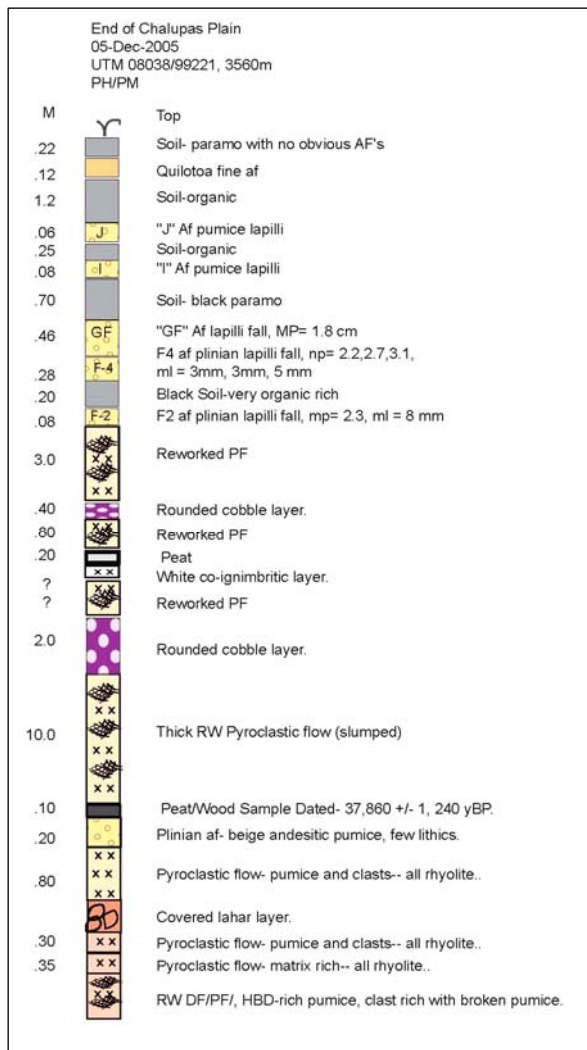 End of Chalupas Plain
05-Dec-2005
UTM 08038/99221, 3560m
PH/PM
M
Top
.22 Soil- paramo with no obvious AF's
.12 Quilotoa fine af
1.2 Soil-organic
.06 J "J" Af pumice lapilli
.25 Soil-organic
.08 I "I" Af pumice lapilli
.70 Soil- black paramo
.46 GF "GF" Af lapilli fall, MP= 1.8 cm
.28 F-4 F4 af plinian lapilli fall, np= 2.2,2.7,3.1,
ml = 3mm, 3mm, 5 mm
.20 Black Soil-very organic rich
.08 F-2 F2 af plinian lapilli fall, mp= 2.3, ml = 8 mm
3.0 Reworked PF
.40 Rounded cobble layer.
.80 Reworked PF
.20 Peat
? White co-ignimbritic layer.
? Reworked PF
2.0 Rounded cobble layer.
10.0 Thick RW Pyroclastic flow (slumped)
.10 Peat/Wood Sample Dated- 37,860 +/- 1, 240 yBP.
.20 Plinian af- beige andesitic pumice, few lithics.
.80 Pyroclastic flow- pumice and clasts-- all rhyolite..
Covered lahar layer.
.30 Pyroclastic flow- pumice and clasts-- all rhyolite..
.35 Pyroclastic flow- matrix rich-- all rhyolite..
RW DF/PF/, HBD-rich pumice, clast rich with broken pumice.